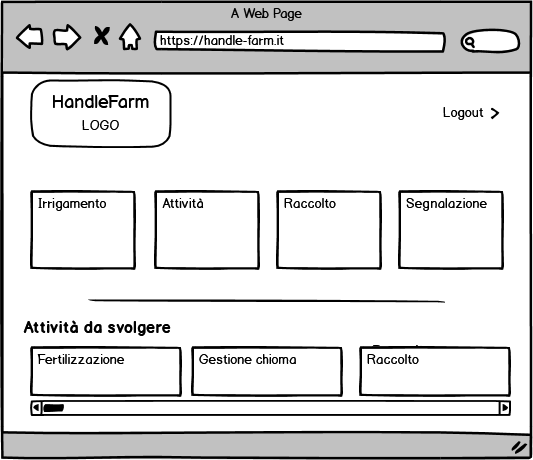 A Web Page
https://handle-farm.it
HandleFarm
LOGO
Logout
Irrigamento
Attività
Raccolto
Segnalazione
Attività da svolgere
Fertilizzazione
Gestione chioma
Raccolto